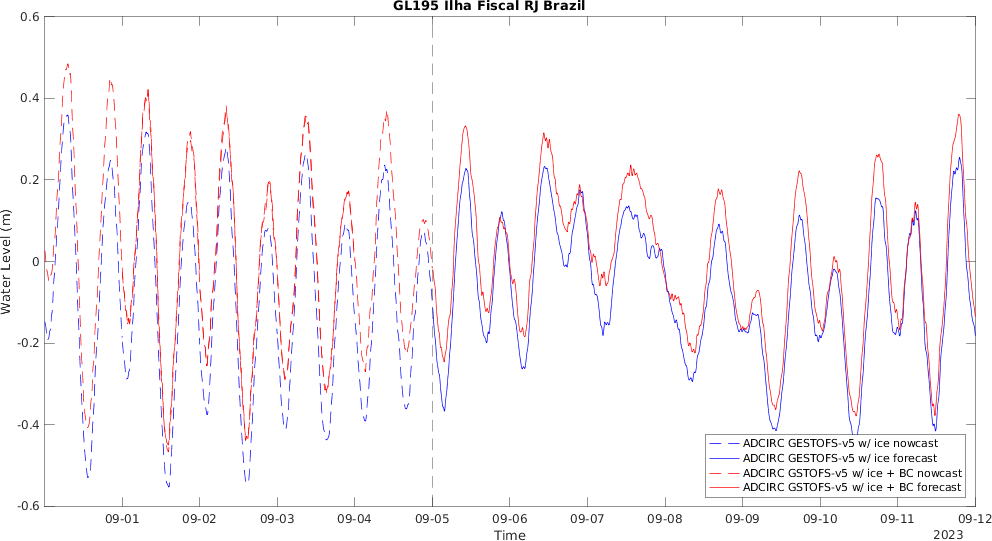 GL195 Ilha Fiscal RJ Brazil
Water Level (m)
0.6
0.4
0.2
0
-0.2
-0.4
-0.6
ADCIRC GESTOFS-v5 w/ ice nowcast
ADCIRC GESTOFS-v5 w/ ice forecast
ADCIRC GSTOFS-v5 w/ ice + BC nowcast
ADCIRC GSTOFS-v5 w/ ice + BC forecast
09-01 09-02 09-03 09-04 09-05 09-06 09-07 09-08 09-09 09-10 09-11 09-12
Time
2023